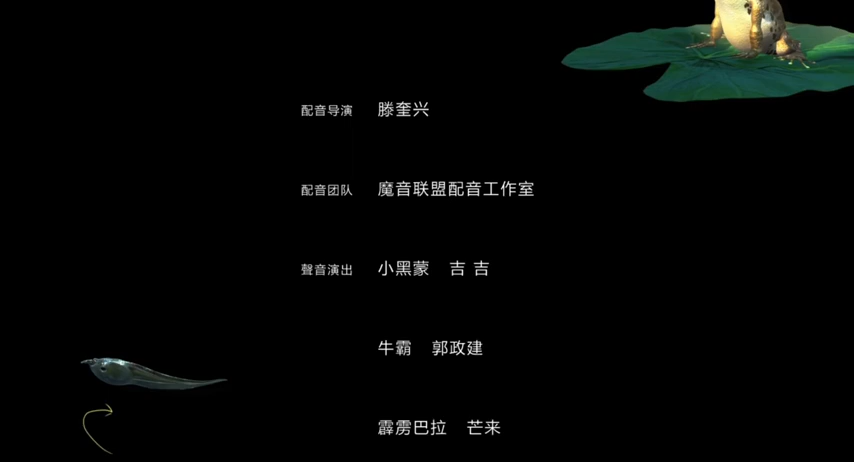 配音导演 滕奎兴
配音团队 魔音联盟配音工作室
聲音演出 小黑蒙 吉吉
牛霸 郭政建
霹雳巴拉 芒来